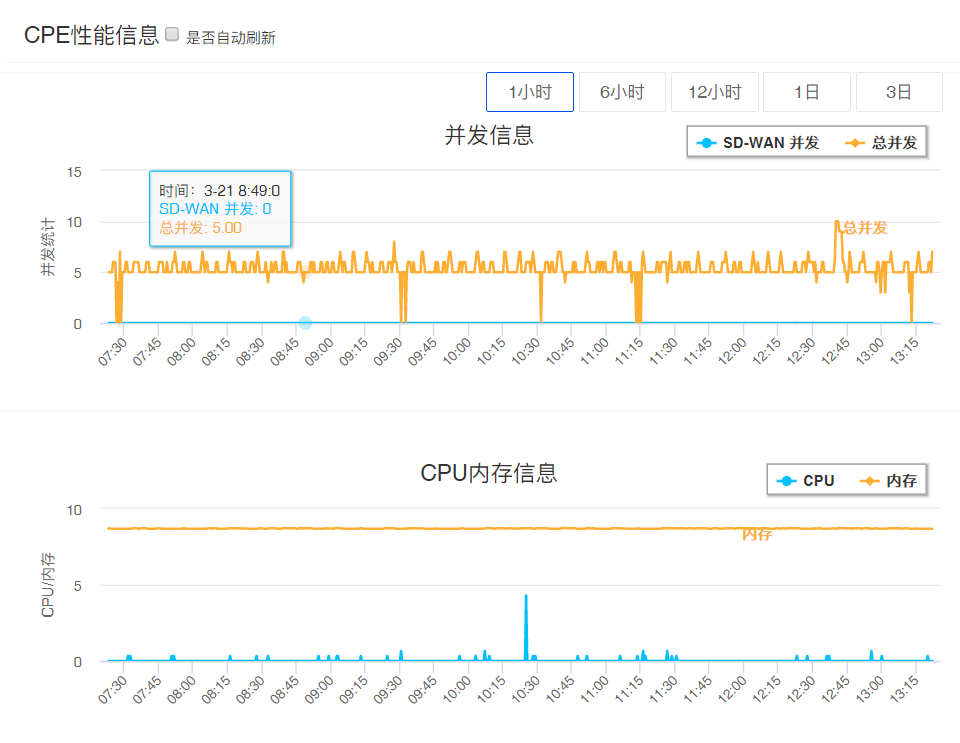 CPE性能信息 是否自动刷新
1小时 6小时 12小时 1日 3日
并发信息
SD-WAN 并发 总并发
时间：3-21 8:49:0
SD-WAN 并发: 0
总并发: 5.00
总并发
并发统计
15
10
5
0
07:30 07:45 08:00 08:15 08:30 08:45 09:00 09:15 09:30 09:45 10:00 10:15 10:30 10:45 11:00 11:15 11:30 11:45 12:00 12:15 12:30 12:45 13:00 13:15
CPU内存信息
CPU 内存
内存
CPU/内存
10
5
0
07:30 07:45 08:00 08:15 08:30 08:45 09:00 09:15 09:30 09:45 10:00 10:15 10:30 10:45 11:00 11:15 11:30 11:45 12:00 12:15 12:30 12:45 13:00 13:15